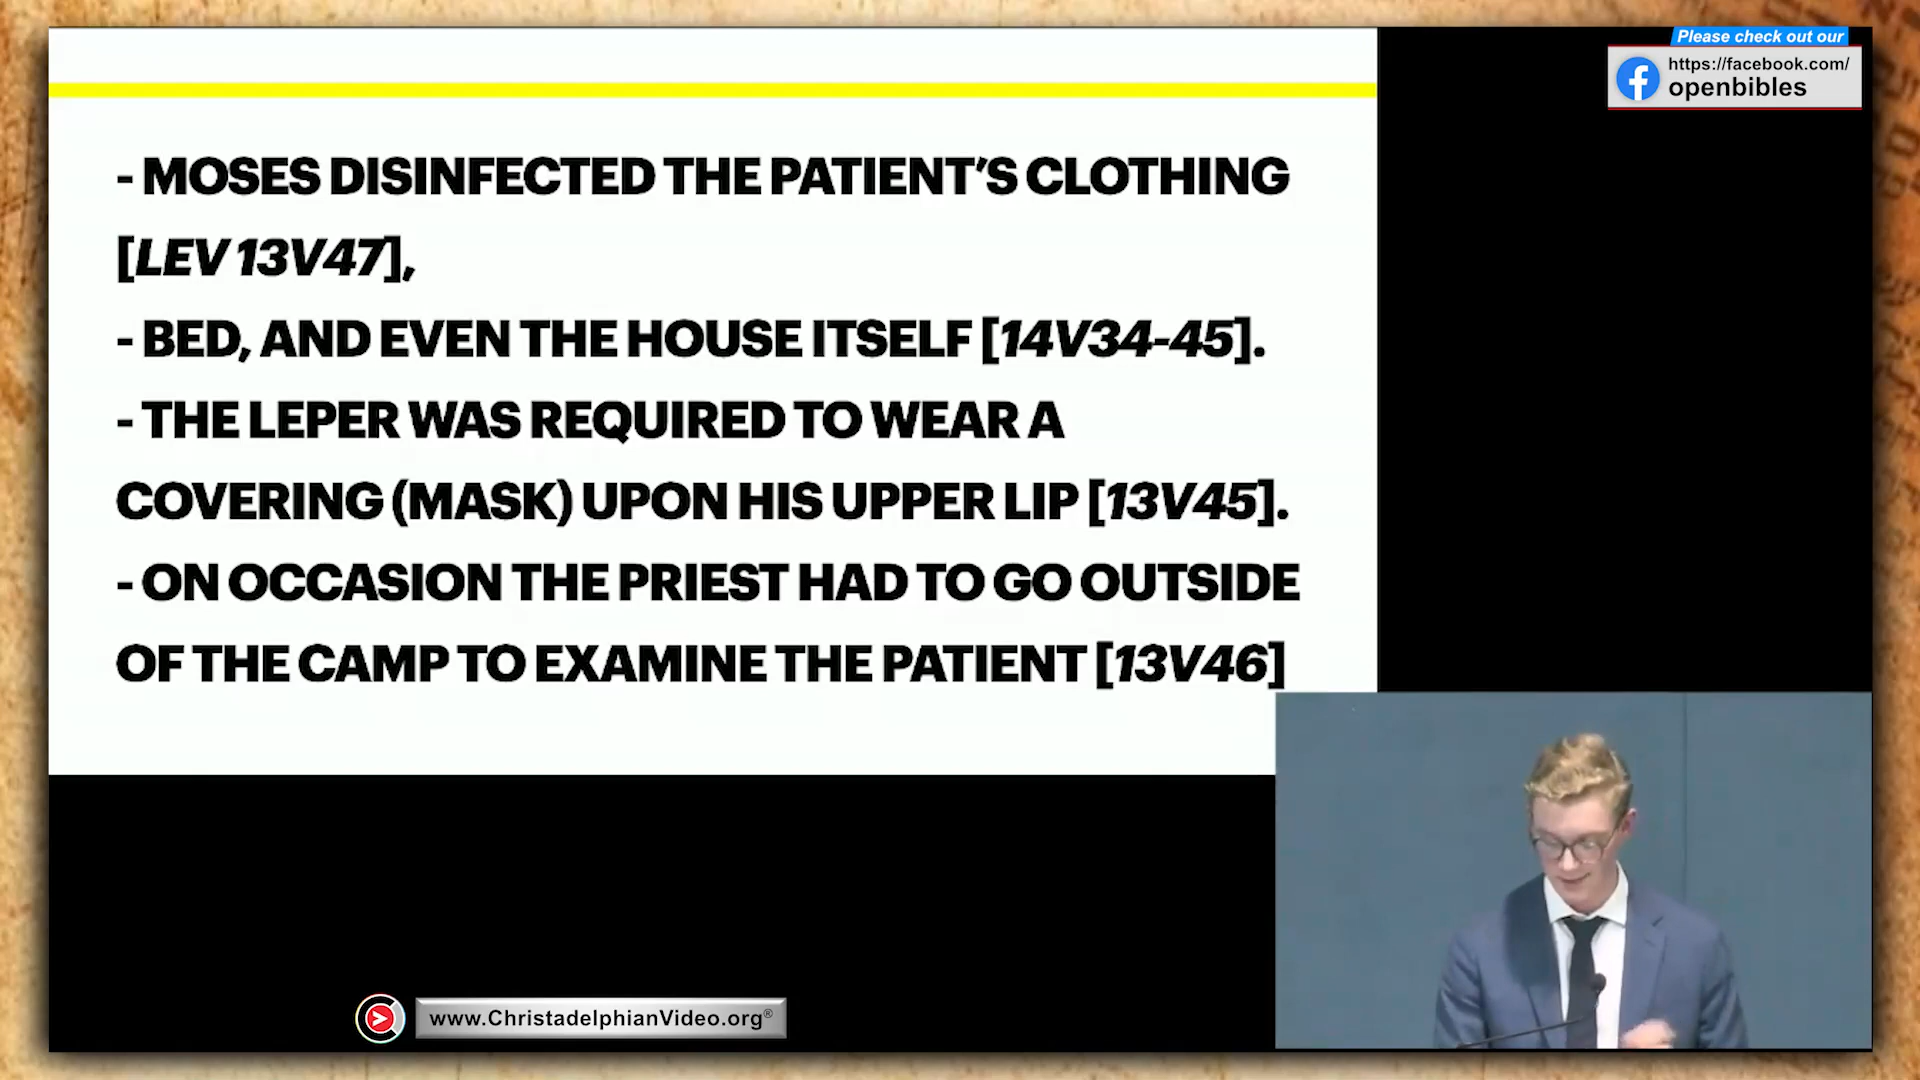 Please check out our
https://facebook.com/
openbibles
- MOSES DISINFECTED THE PATIENT’S CLOTHING
[LEV 13V47],
- BED, AND EVEN THE HOUSE ITSELF [14V34-45].
- THE LEPER WAS REQUIRED TO WEAR A
COVERING (MASK) UPON HIS UPPER LIP [13V45].
- ON OCCASION THE PRIEST HAD TO GO OUTSIDE
OF THE CAMP TO EXAMINE THE PATIENT [13V46]
www.ChristadelphianVideo.org®